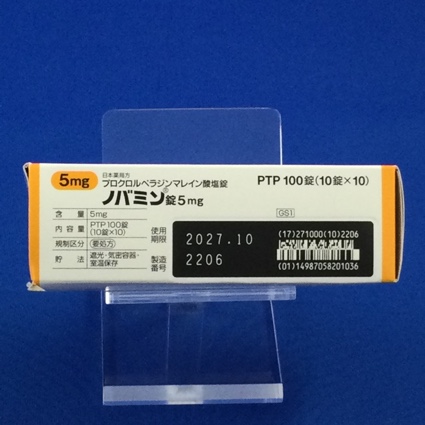 5mg
日本薬局方
プロクロルペラジンマレイン酸塩錠
ノバミン®錠5mg
PTP 100錠(10錠×10)
含量 5mg
内容量 PTP100錠
(10錠×10)
規制区分 要処方
貯法 遮光・気密容器・
室温保存
使用
期限 2027.10
製造
番号 2206
GS1
(17)271000(10)2206
(01)14987058201036